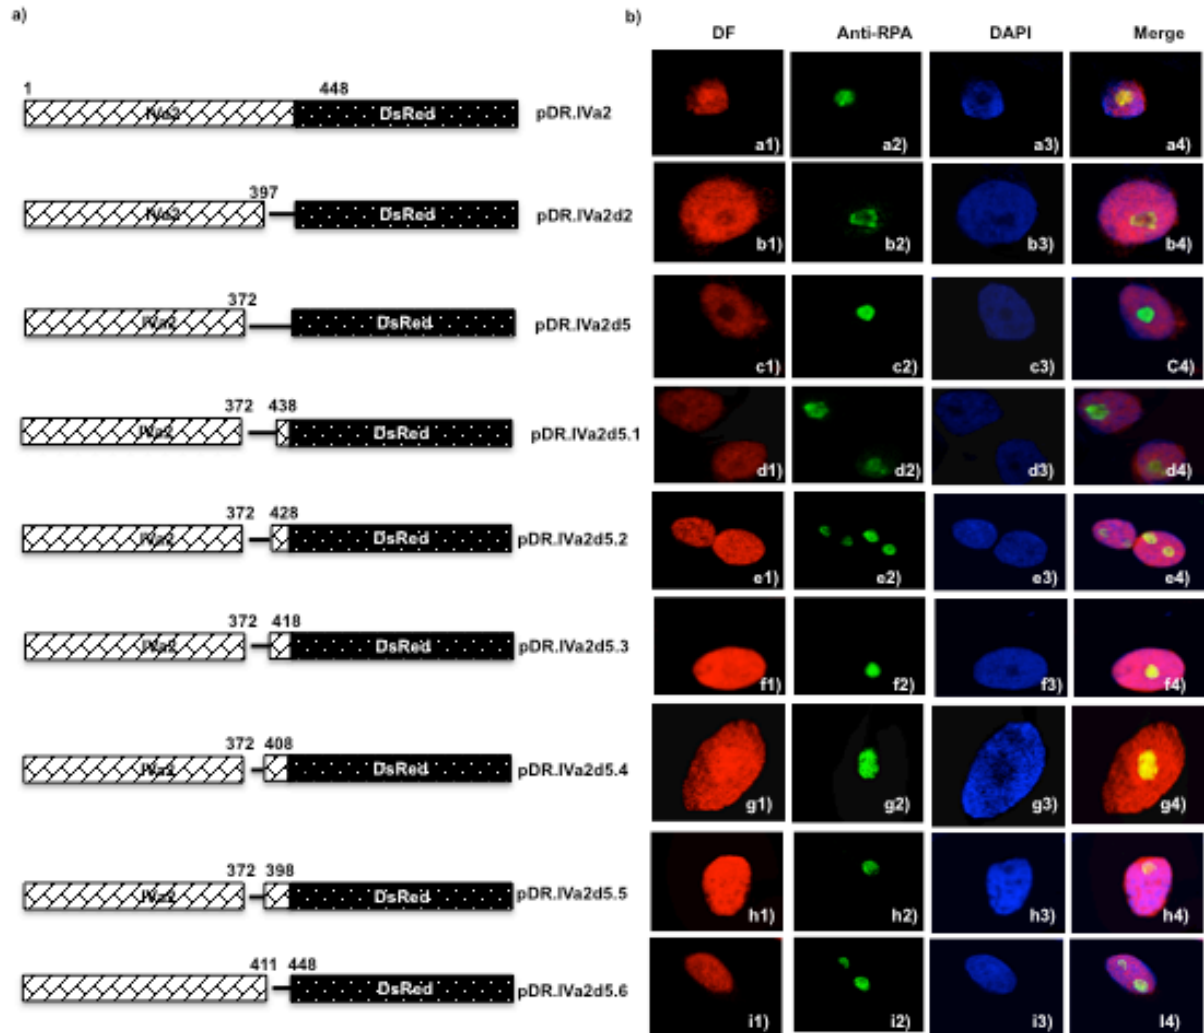 a)
b)
DF Anti-RPA DAPI Merge
1 448
IVa2 DsRed pDR.IVa2
a1) a2) a3) a4)
397
IVa2 DsRed pDR.IVa2d2
b1) b2) b3) b4)
372
IVa2 DsRed pDR.IVa2d5
c1) c2) c3) C4)
372 438
IVa2 DsRed pDR.IVa2d5.1
d1) d2) d3) d4)
372 428
IVa2 DsRed pDR.IVa2d5.2
e1) e2) e3) e4)
372 418
IVa2 DsRed pDR.IVa2d5.3
f1) f2) f3) f4)
372 408
IVa2 DsRed pDR.IVa2d5.4
g1) g2) g3) g4)
372 398
IVa2 DsRed pDR.IVa2d5.5
h1) h2) h3) h4)
411 448
DsRed pDR.IVa2d5.6
i1) i2) i3) I4)